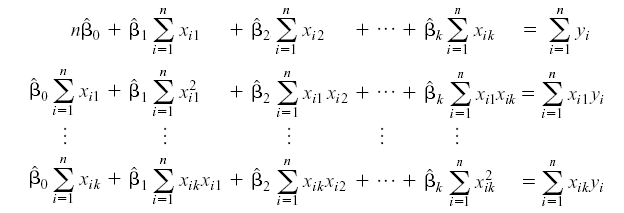 nβ̂₀ + β̂₁ ∑ᵢ₌₁ⁿ xᵢ₁ + β̂₂ ∑ᵢ₌₁ⁿ xᵢ₂ + ⋯ + β̂ₖ ∑ᵢ₌₁ⁿ xᵢₖ = ∑ᵢ₌₁ⁿ yᵢ
β̂₀ ∑ᵢ₌₁ⁿ xᵢ₁ + β̂₁ ∑ᵢ₌₁ⁿ xᵢ₁² + β̂₂ ∑ᵢ₌₁ⁿ xᵢ₁xᵢ₂ + ⋯ + β̂ₖ ∑ᵢ₌₁ⁿ xᵢ₁xᵢₖ = ∑ᵢ₌₁ⁿ xᵢ₁yᵢ
⋮ ⋮ ⋮ ⋮ ⋮
β̂₀ ∑ᵢ₌₁ⁿ xᵢₖ + β̂₁ ∑ᵢ₌₁ⁿ xᵢₖxᵢ₁ + β̂₂ ∑ᵢ₌₁ⁿ xᵢₖxᵢ₂ + ⋯ + β̂ₖ ∑ᵢ₌₁ⁿ xᵢₖ² = ∑ᵢ₌₁ⁿ xᵢₖyᵢ